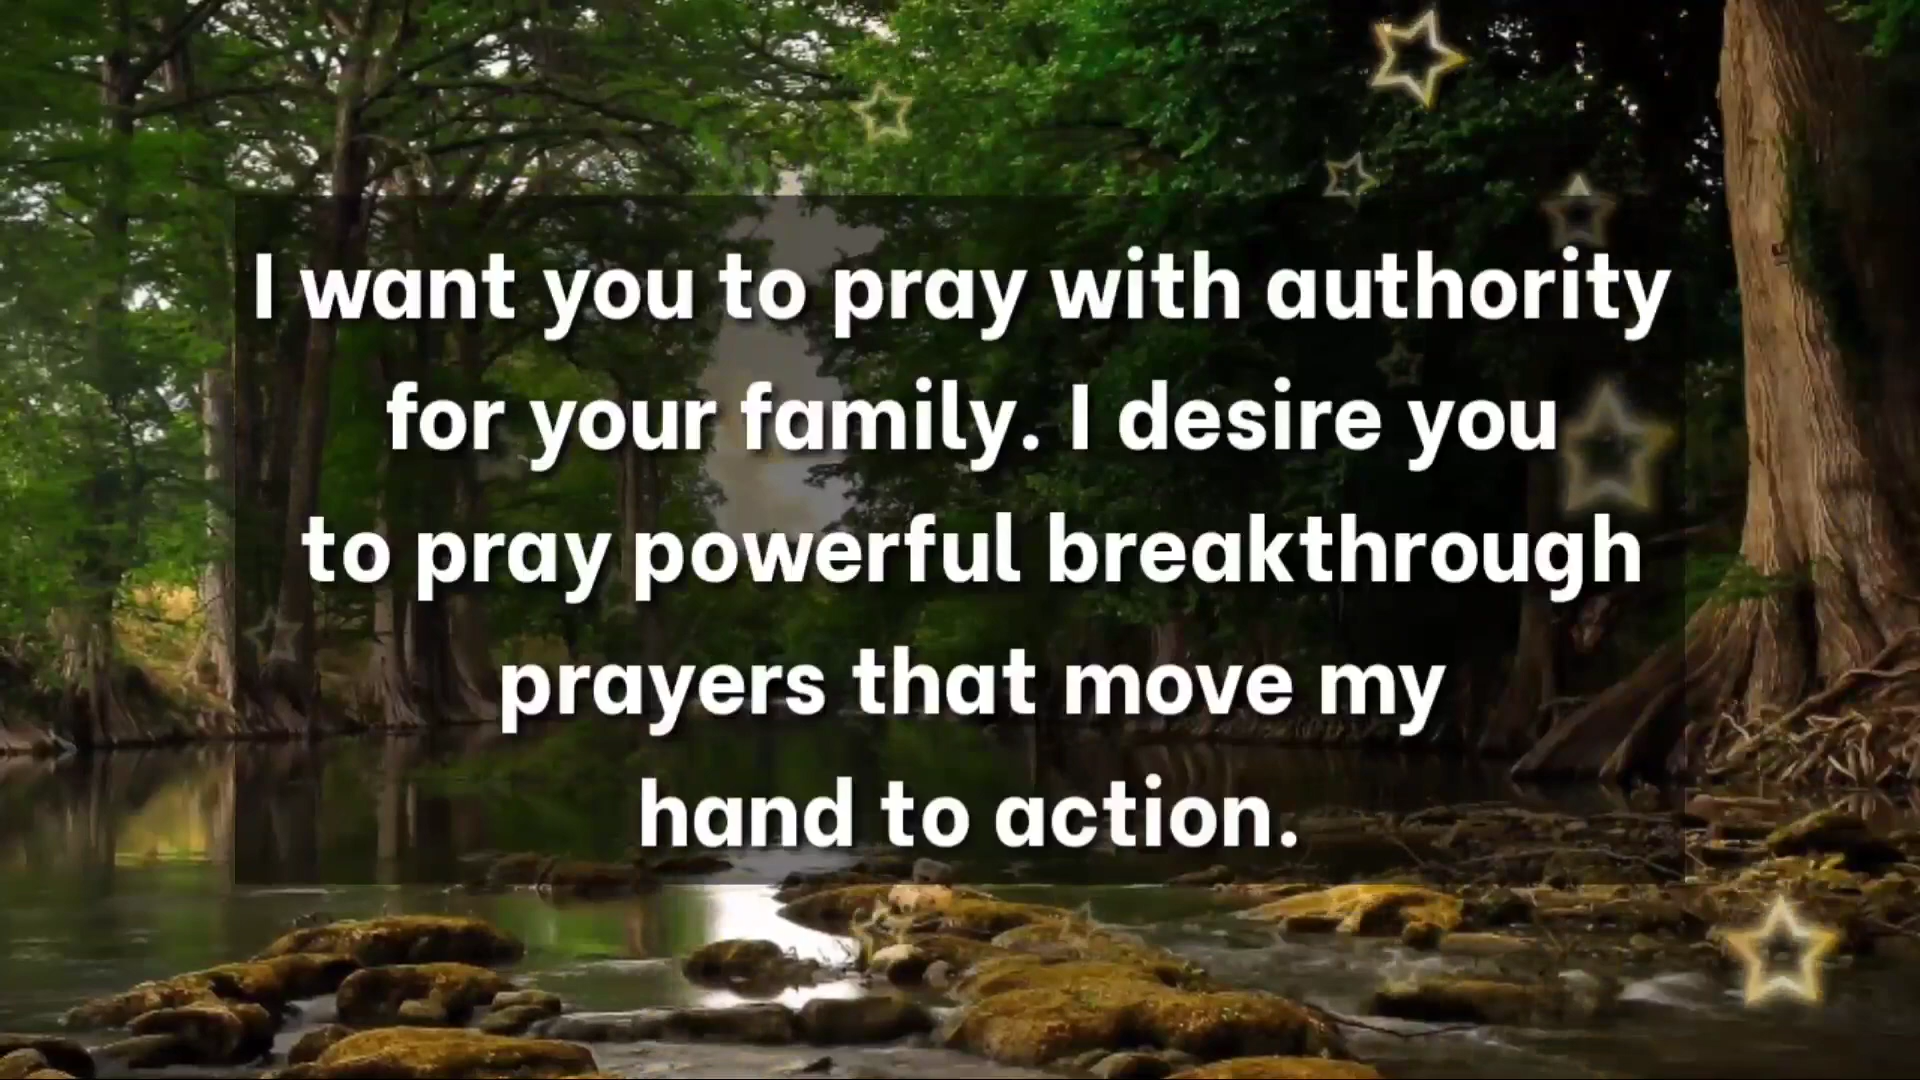 I want you to pray with authority
for your family. I desire you
to pray powerful breakthrough
prayers that move my
hand to action.